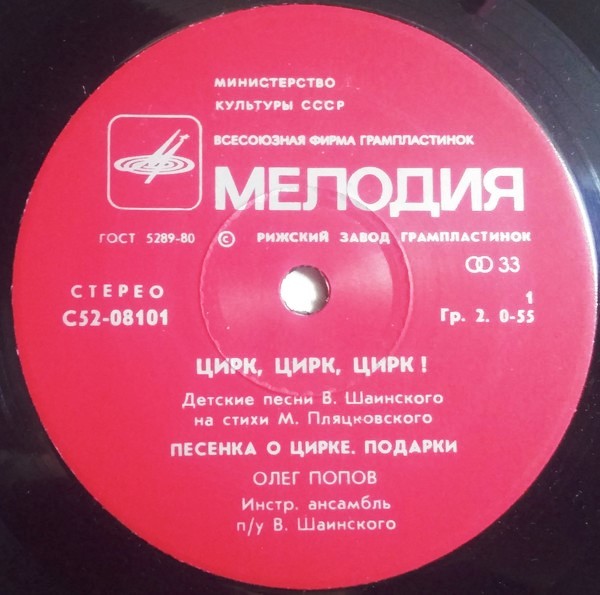 МИНИСТЕРСТВО
КУЛЬТУРЫ СССР
ВСЕСОЮЗНАЯ ФИРМА ГРАМПЛАСТИНОК
МЕЛОДИЯ
ГОСТ 5289-80 © РИЖСКИЙ ЗАВОД ГРАМПЛАСТИНОК
33
СТЕРЕО
С52-08101
1
Гр. 2. 0-55
ЦИРК, ЦИРК, ЦИРК!
Детские песни В. Шаинского
на стихи М. Пляцковского
ПЕСЕНКА О ЦИРКЕ. ПОДАРКИ
ОЛЕГ ПОПОВ
Инстр. ансамбль
п/у В. Шаинского